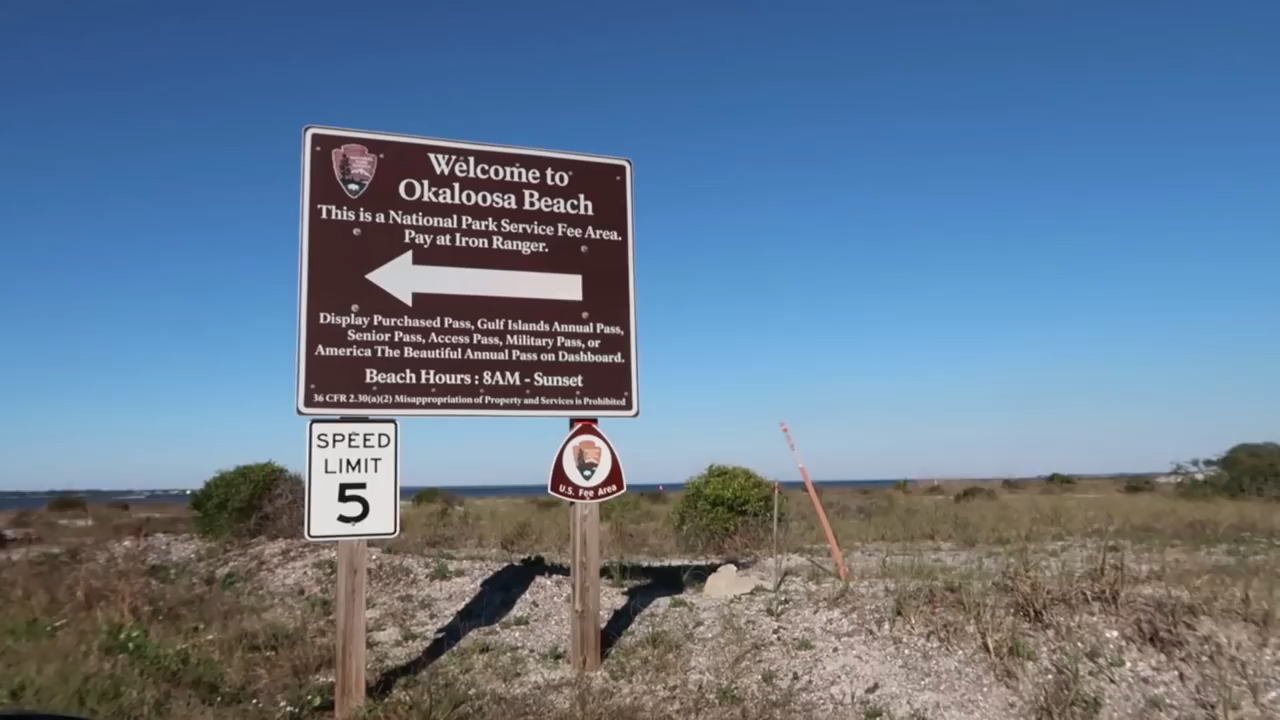 Welcome to
Okaloosa Beach
This is a National Park Service Fee Area.
Pay at Iron Ranger.
Display Purchased Pass, Gulf Islands Annual Pass,
Senior Pass, Access Pass, Military Pass, or
America The Beautiful Annual Pass on Dashboard.
Beach Hours : 8AM - Sunset
36 CFR 2.30(a)(2) Misappropriation of Property and Services is Prohibited
SPEED
LIMIT
5
U.S. Fee Area